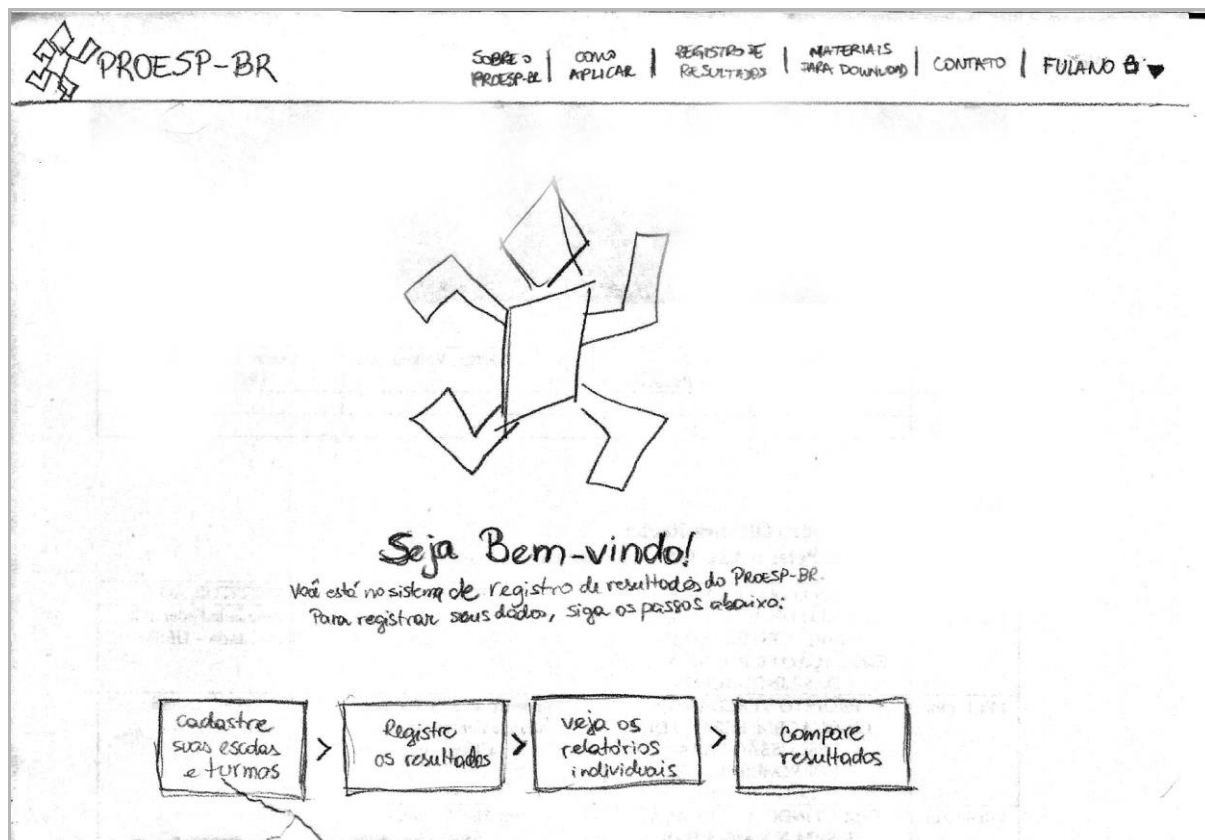 PROESP-BR
SOBRE O
PROESP-BR
COMO
APLICAR
REGISTRO DE
RESULTADOS
MATERIAIS
PARA DOWNLOAD
CONTATO
FULANO
Seja Bem-vindo!
Você está no sistema de registro de resultados do PROESP-BR.
Para registrar seus dados, siga os passos abaixo:
cadastre
suas escolas
e turmas
>
Registre
os resultados
>
veja os
relatórios
individuais
>
compare
resultados